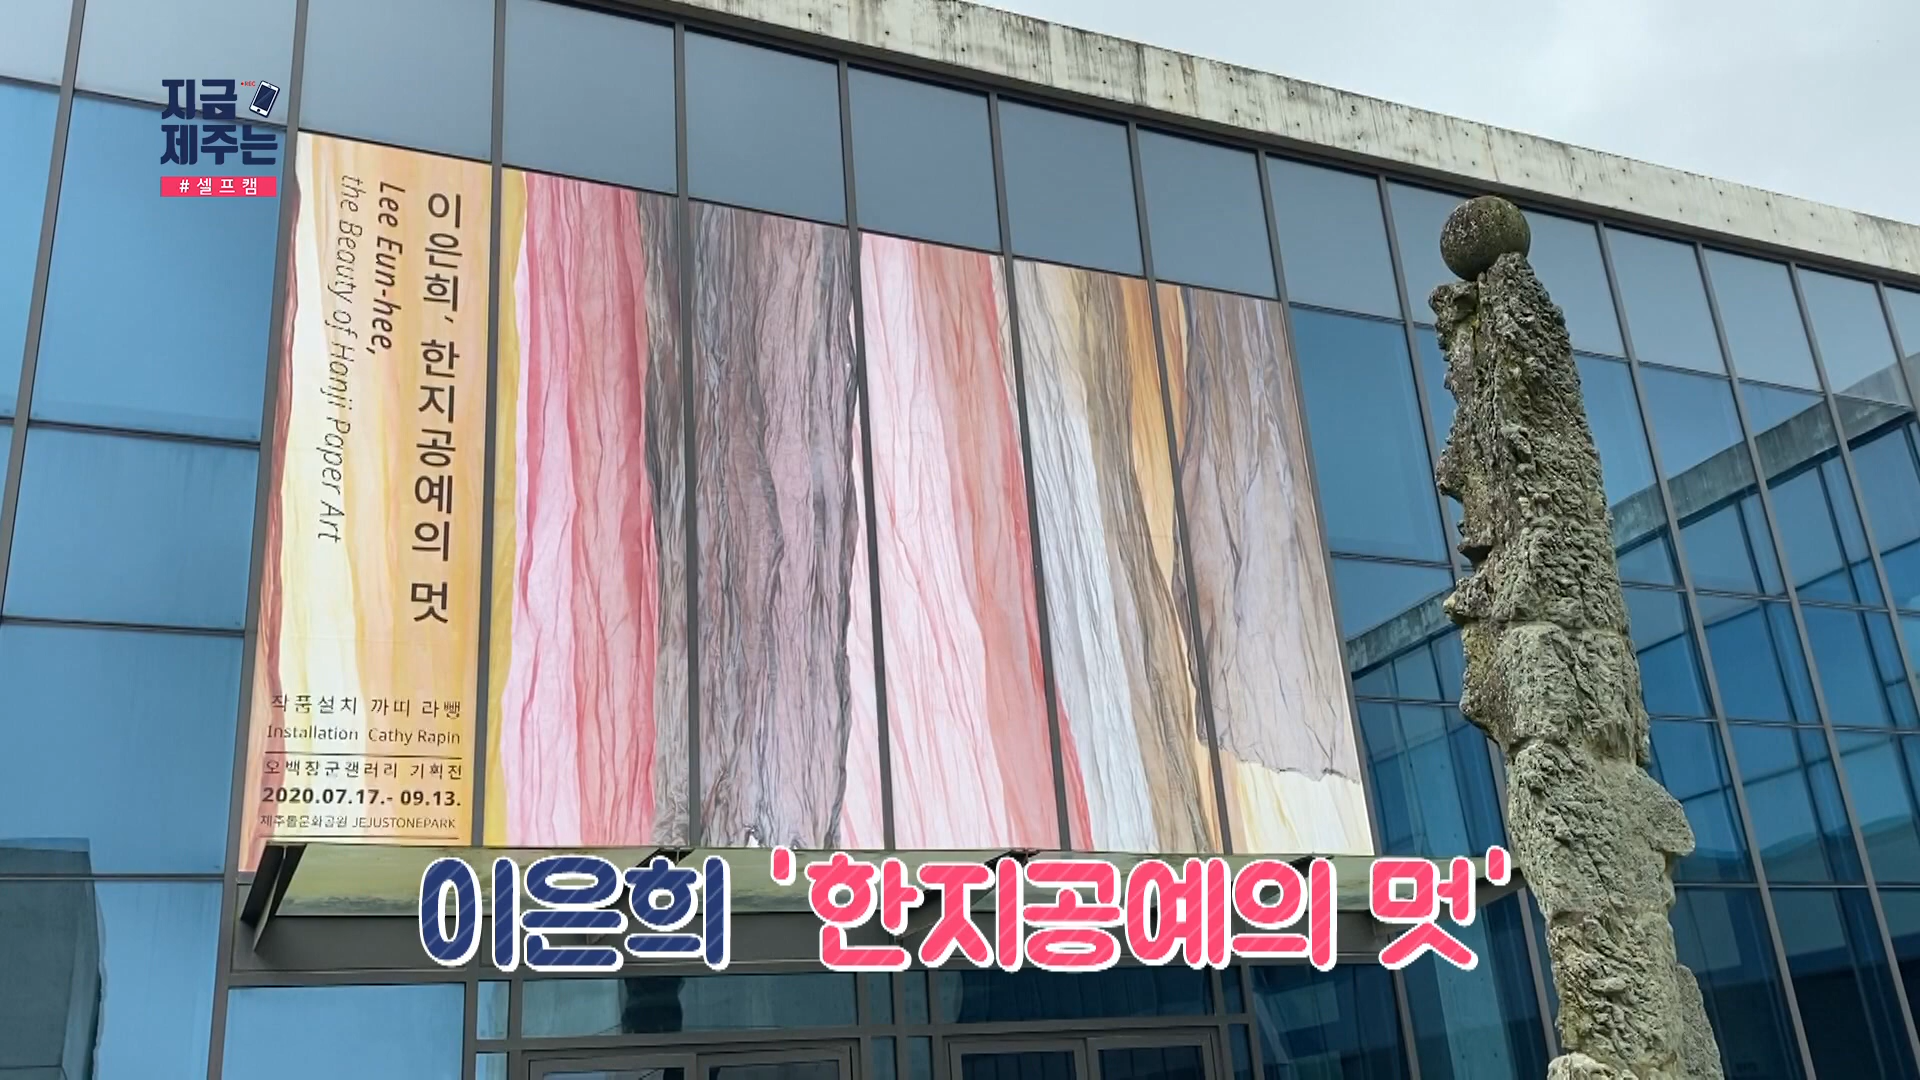 지금
제주는
#셀프캠
이은희, 한지공예의 멋
Lee Eun-hee,
the Beauty of Hanji Paper Art
작품설치 까띠 라뺑
Installation Cathy Rapin
오백장군갤러리 기획전
2020.07.17.- 09.13.
제주돌문화공원 JEJUSTONEPARK
이은희 '한지공예의 멋'